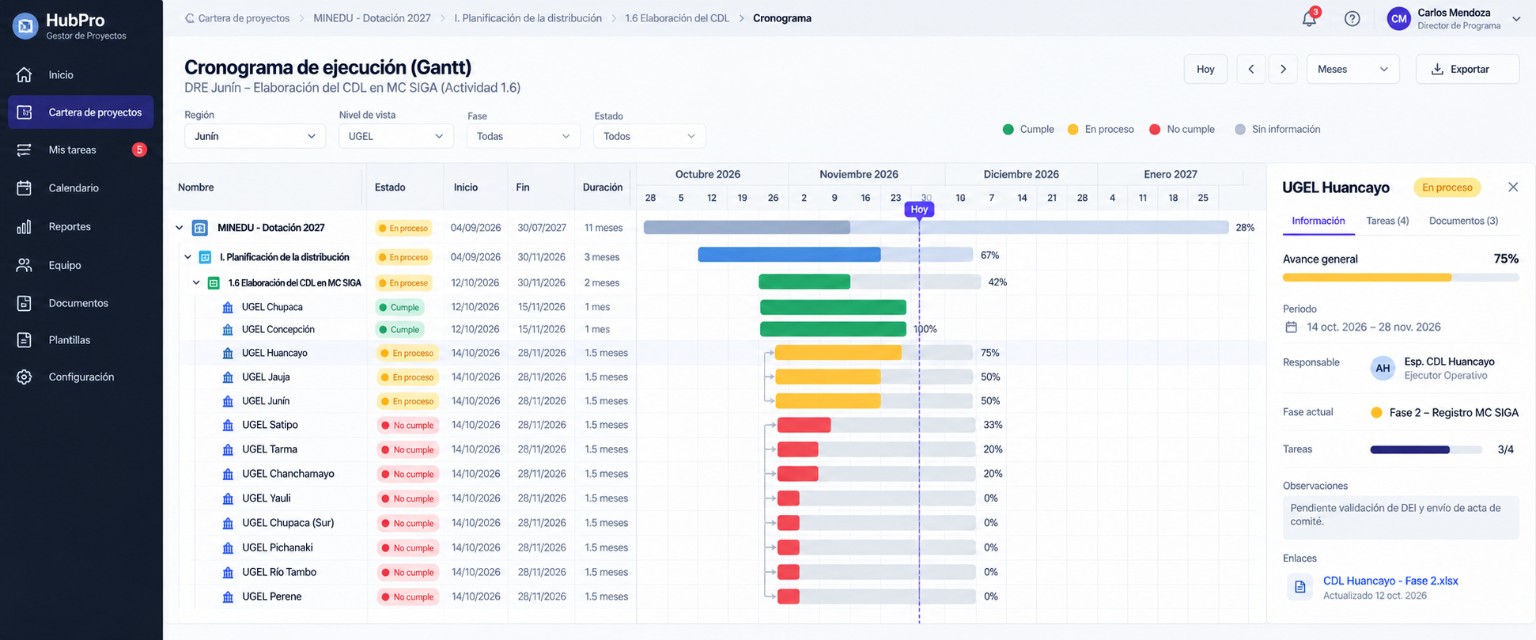 HubPro
Gestor de Proyectos
Inicio
Cartera de proyectos
Mis tareas 5
Calendario
Reportes
Equipo
Documentos
Plantillas
Configuración
Cartera de proyectos > MINEDU - Dotación 2027 > I. Planificación de la distribución > 1.6 Elaboración del CDL > Cronograma
3
CM
Carlos Mendoza
Director de Programa
Cronograma de ejecución (Gantt)
DRE Junín – Elaboración del CDL en MC SIGA (Actividad 1.6)
Hoy < > Meses Exportar
Región Nivel de vista Fase Estado
Junín UGEL Todas Todos
Cumple En proceso No cumple Sin información
Nombre Estado Inicio Fin Duración
Octubre 2026 Noviembre 2026 Diciembre 2026 Enero 2027
28 5 12 19 26 2 9 16 23 30 10 7 14 21 28 4 11 18 25
Hoy
MINEDU - Dotación 2027 En proceso 04/09/2026 30/07/2027 11 meses 28%
I. Planificación de la distribución En proceso 04/09/2026 30/11/2026 3 meses 67%
1.6 Elaboración del CDL en MC SIGA En procese 12/10/2026 30/11/2026 2 meses 42%
UGEL Chupaca Cumple 12/10/2026 15/11/2026 1 mes
UGEL Concepción Cumple 12/10/2026 15/11/2026 1 mes 100%
UGEL Huancayo En proceso 14/10/2026 28/11/2026 1.5 meses 75%
UGEL Jauja En proceso 14/10/2026 28/11/2026 1.5 meses 50%
UGEL Junín En proceso 14/10/2026 28/11/2026 1.5 meses 50%
UGEL Satipo No cumple 14/10/2026 28/11/2026 1.5 meses 33%
UGEL Tarma No cumple 14/10/2026 28/11/2026 1.5 meses 20%
UGEL Chanchamayo No cumple 14/10/2026 28/11/2026 1.5 meses 20%
UGEL Yauli No cumple 14/10/2026 28/11/2026 1.5 meses 0%
UGEL Chupaca (Sur) No cumple 14/10/2026 28/11/2026 1.5 meses 0%
UGEL Pichanaki No cumple 14/10/2026 28/11/2026 1.5 meses 0%
UGEL Río Tambo No cumple 14/10/2026 28/11/2026 1.5 meses 0%
UGEL Perene No cumple 14/10/2026 28/11/2026 1.5 meses 0%
UGEL Huancayo En proceso
Información Tareas (4) Documentos (3)
Avance general 75%
Periodo
14 oct. 2026 – 28 nov. 2026
Responsable
AH
Esp. CDL Huancayo
Ejecutor Operativo
Fase actual Fase 2 – Registro MC SIGA
Tareas 3/4
Observaciones
Pendiente validación de DEI y envío de acta de
comité.
Enlaces
CDL Huancayo - Fase 2.xlsx
Actualizado 12 oct. 2026